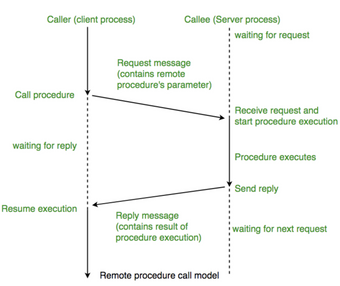 Caller (client process)
Callee (Server process)
waiting for request
Request message
(contains remote
procedure's parameter)
Call procedure
Receive request and
start procedure execution
waiting for reply
Procedure executes
Send reply
Resume execution
Reply message
(contains result of
procedure execution)
waiting for next request
Remote procedure call model